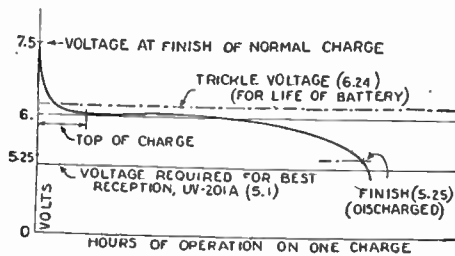 7.5
VOLTAGE AT FINISH OF NORMAL CHARGE
TRICKLE VOLTAGE (6.24)
(FOR LIFE OF BATTERY)
6.
TOP OF CHARGE
5.25
VOLTAGE REQUIRED FOR BEST
RECEPTION, UV-201A (5.1)
FINISH (5.25)
(DISCHARGED)
VOLTS
0
HOURS OF OPERATION ON ONE CHARGE